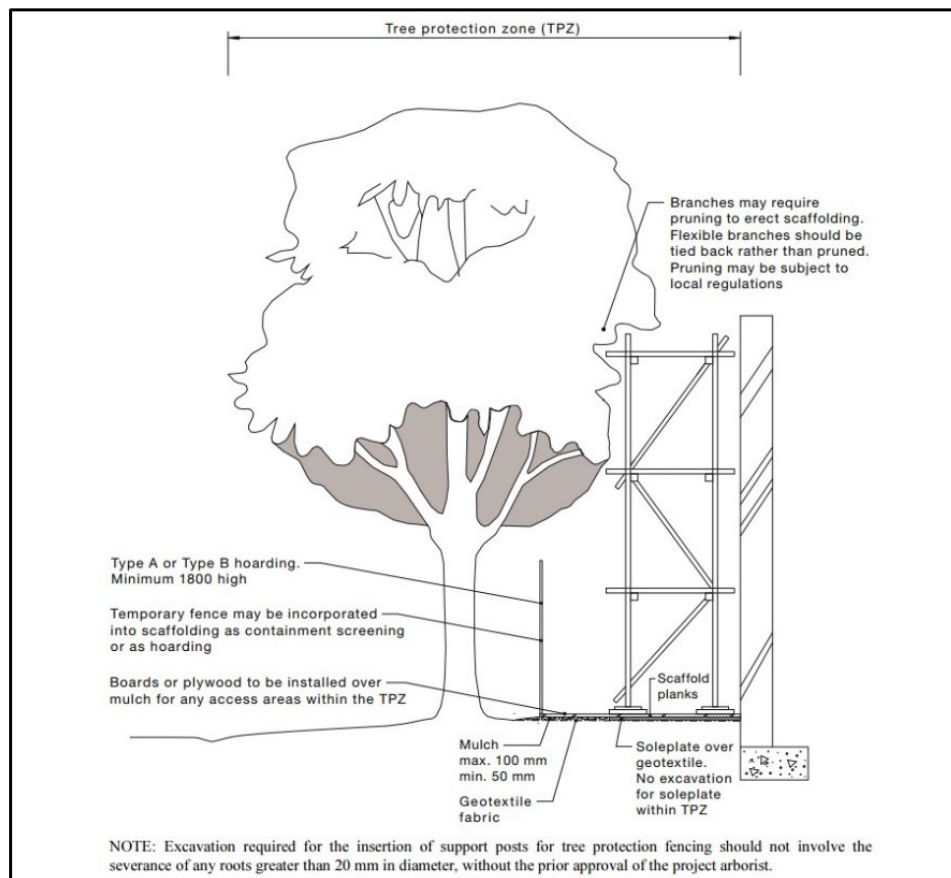 Tree protection zone (TPZ)
Branches may require
pruning to erect scaffolding.
Flexible branches should be
tied back rather than pruned.
Pruning may be subject to
local regulations
Type A or Type B hoarding.
Minimum 1800 high
Temporary fence may be incorporated
into scaffolding as containment screening
or as hoarding
Boards or plywood to be installed over
mulch for any access areas within the TPZ
Scaffold
planks
Mulch
max. 100 mm
min. 50 mm
Geotextile
fabric
Soleplate over
geotextile.
No excavation
for soleplate
within TPZ
NOTE: Excavation required for the insertion of support posts for tree protection fencing should not involve the
severance of any roots greater than 20 mm in diameter, without the prior approval of the project arborist.